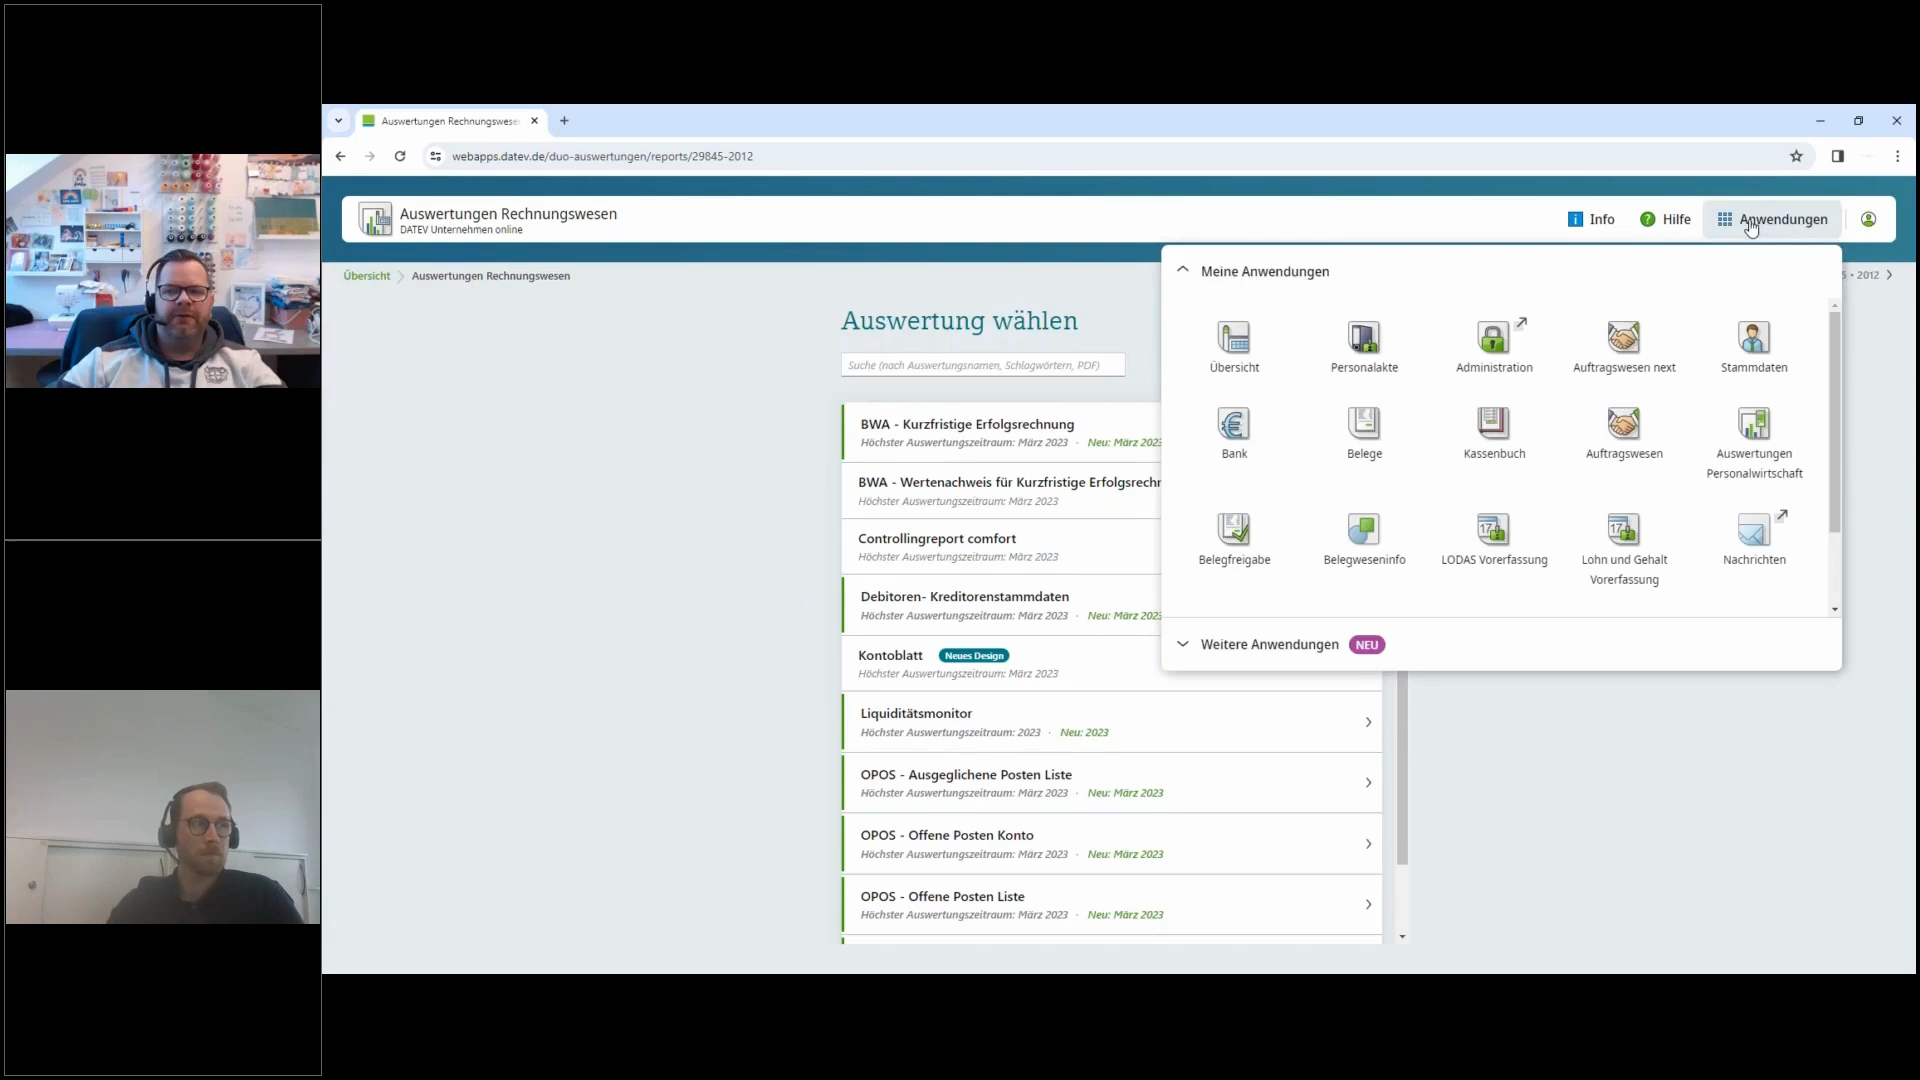 Auswertungen Rechnungswese
webapps.datev.de/duo-auswertungen/reports/29845-2012
Auswertungen Rechnungswesen
DATEV Unternehmen online
Info
Hilfe
Anwendungen
Übersicht
Auswertungen Rechnungswesen
• 2012
Auswertung wählen
Suche (nach Auswertungsnamen, Schlagwörtern, PDF)
BWA - Kurzfristige Erfolgsrechnung
Höchster Auswertungszeitraum: März 2023 · Neu: März 2023
BWA - Wertenachweis für Kurzfristige Erfolgsrechn
Höchster Auswertungszeitraum: März 2023
Controllingreport comfort
Höchster Auswertungszeitraum: März 2023
Debitoren- Kreditorenstammdaten
Höchster Auswertungszeitraum: März 2023 · Neu: März 2023
Kontoblatt Neues Design
Höchster Auswertungszeitraum: März 2023
Liquiditätsmonitor
Höchster Auswertungszeitraum: 2023 · Neu: 2023
OPOS - Ausgeglichene Posten Liste
Höchster Auswertungszeitraum: März 2023 · Neu: März 2023
OPOS - Offene Posten Konto
Höchster Auswertungszeitraum: März 2023 · Neu: März 2023
OPOS - Offene Posten Liste
Höchster Auswertungszeitraum: März 2023 · Neu: März 2023
Meine Anwendungen
Übersicht
Personalakte
Administration
Auftragswesen next
Stammdaten
Bank
Belege
Kassenbuch
Auftragswesen
Auswertungen
Personalwirtschaft
Belegfreigabe
Belegweseninfo
LODAS Vorerfassung
Lohn und Gehalt
Vorerfassung
Nachrichten
Weitere Anwendungen NEU